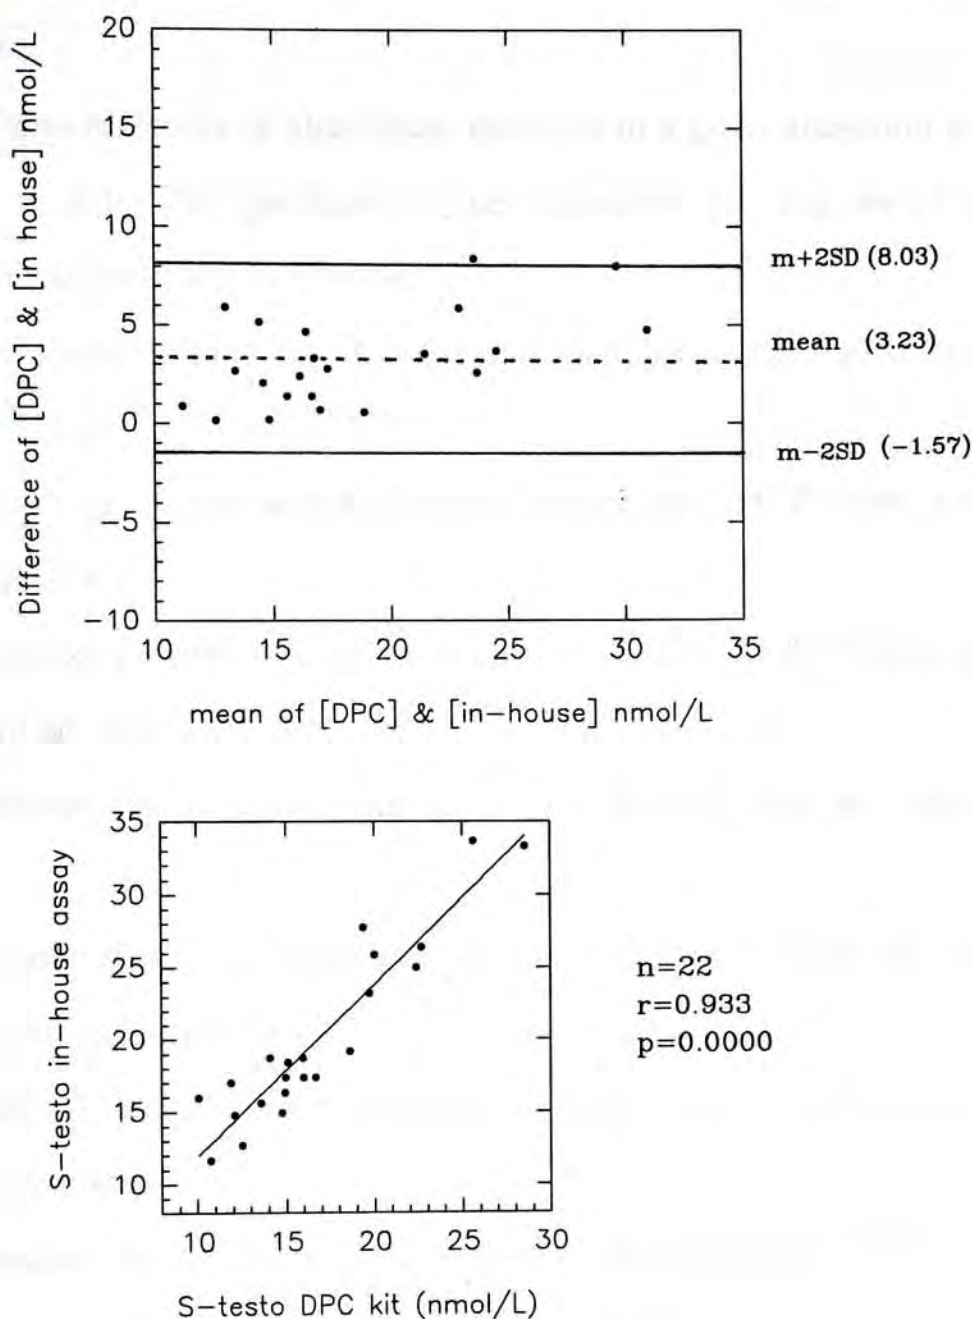 Difference of [DPC] & [in house] nmol/L
20
15
10
5
0
−5
−10
10 15 20 25 30 35
m+2SD (8.03)
mean (3.23)
m−2SD (−1.57)
mean of [DPC] & [in−house] nmol/L
S−testo in−house assay
35
30
25
20
15
10
10 15 20 25 30
n=22
r=0.933
p=0.0000
S−testo DPC kit (nmol/L)